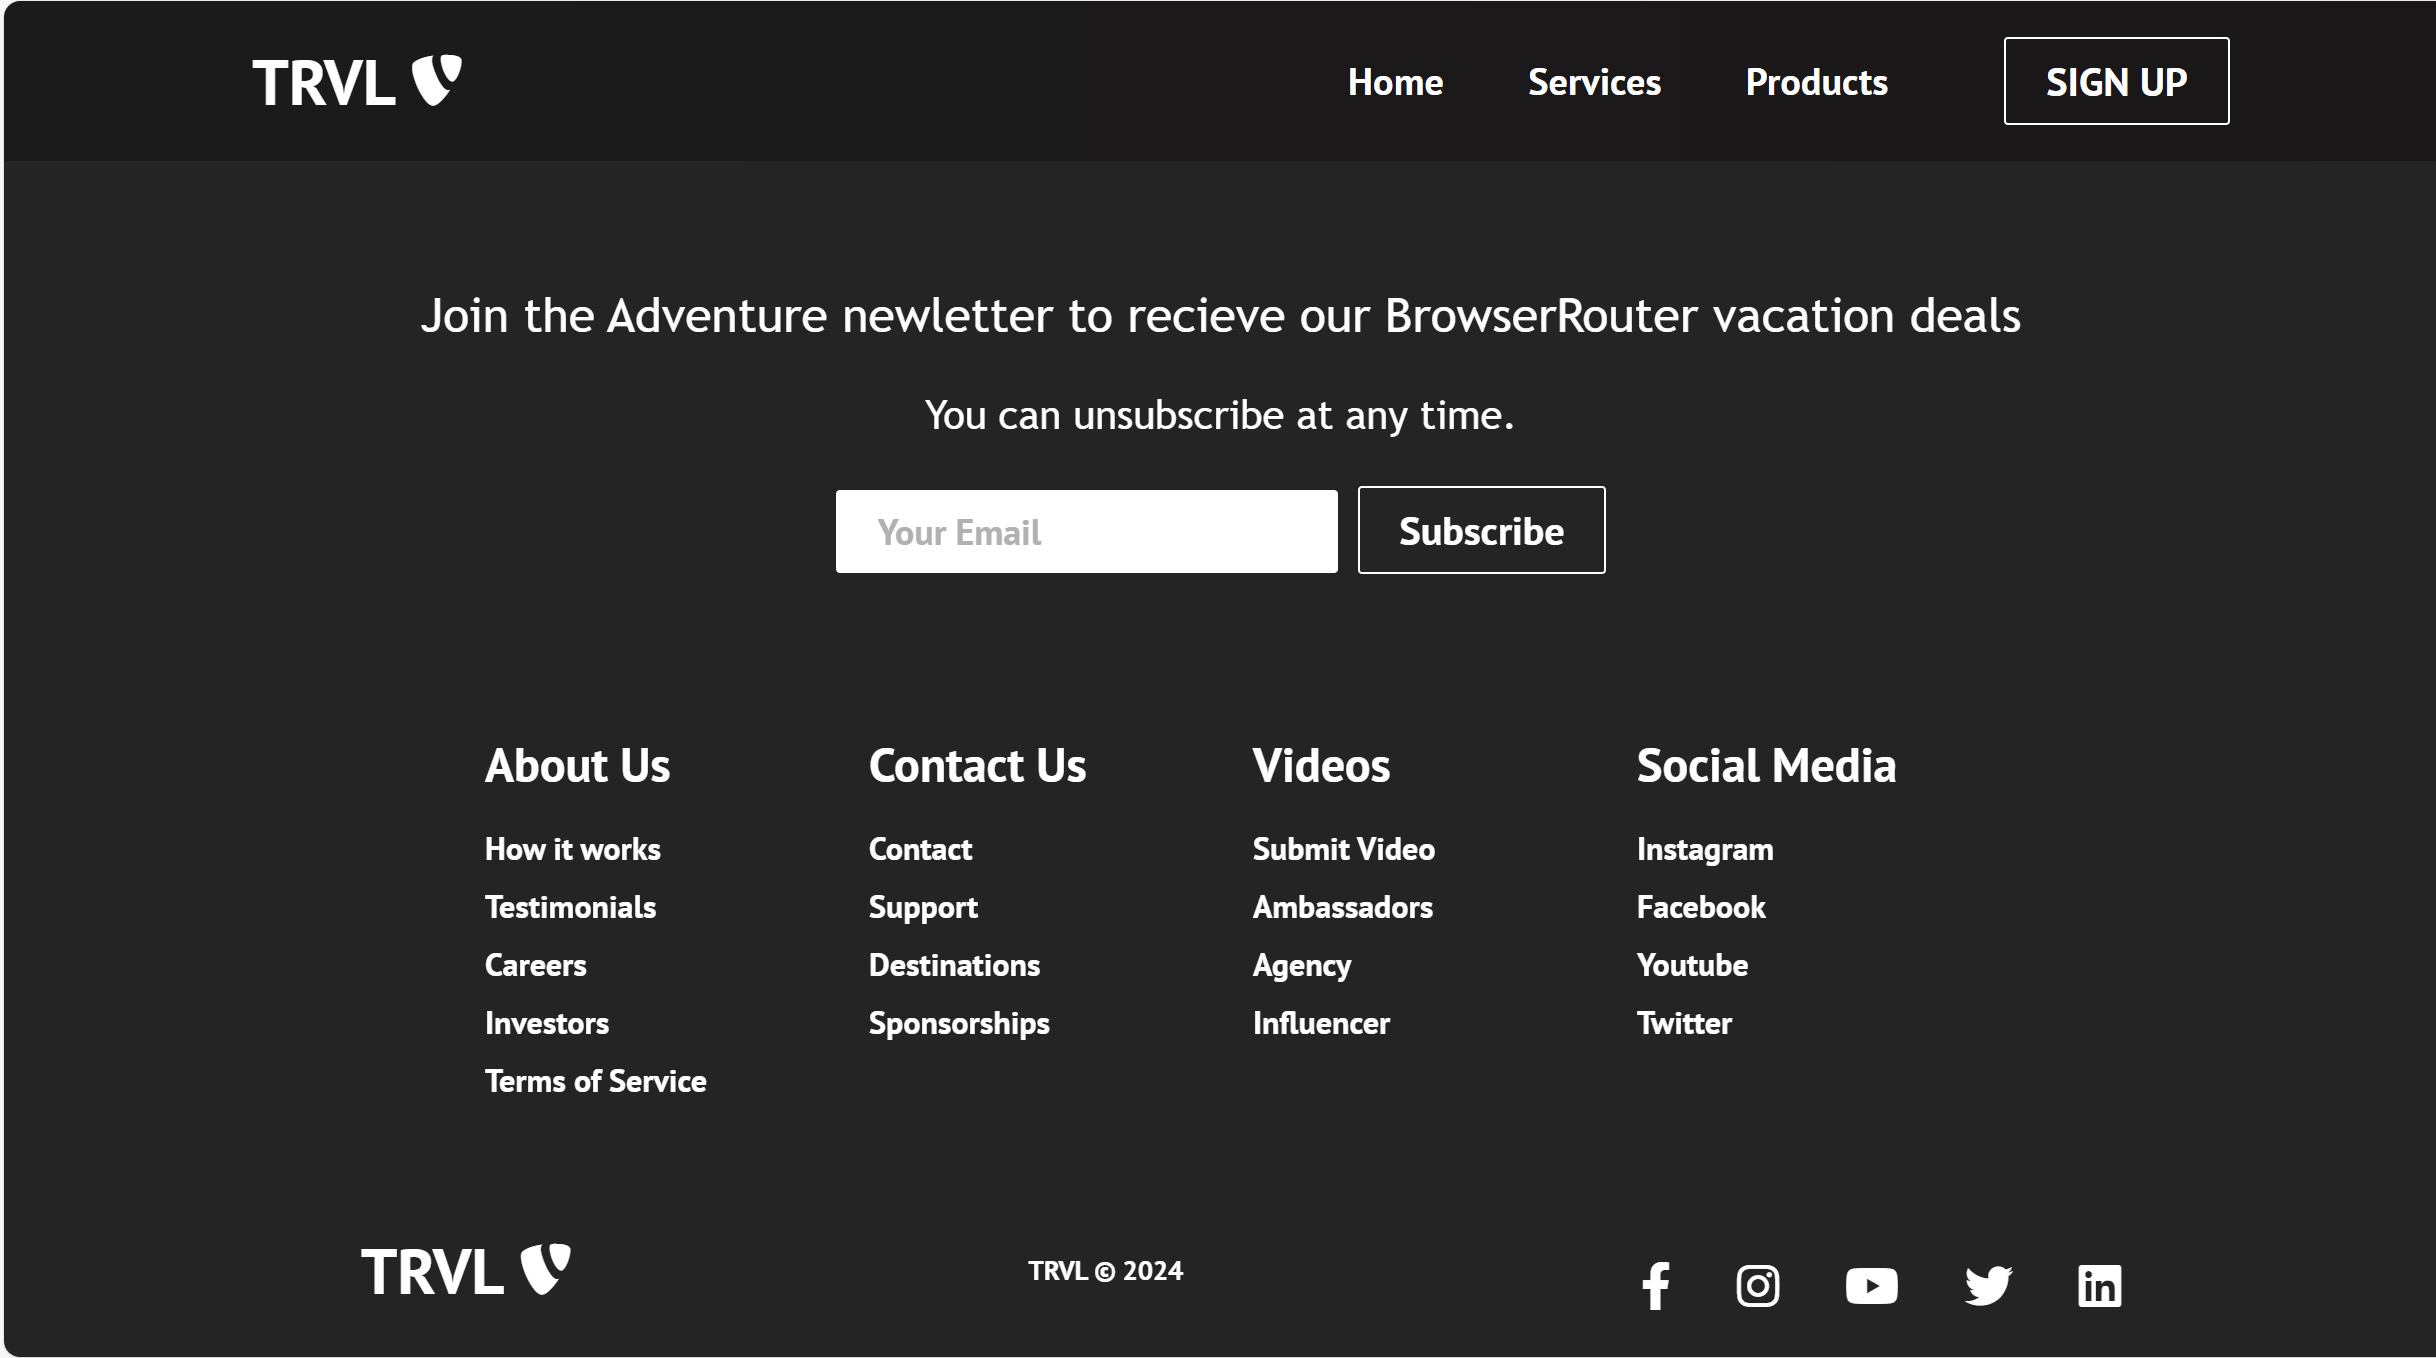 TRVL
Home Services Products SIGN UP
Join the Adventure newletter to recieve our BrowserRouter vacation deals
You can unsubscribe at any time.
Your Email Subscribe
About Us
How it works
Testimonials
Careers
Investors
Terms of Service
Contact Us
Contact
Support
Destinations
Sponsorships
Videos
Submit Video
Ambassadors
Agency
Influencer
Social Media
Instagram
Facebook
Youtube
Twitter
TRVL
TRVL © 2024